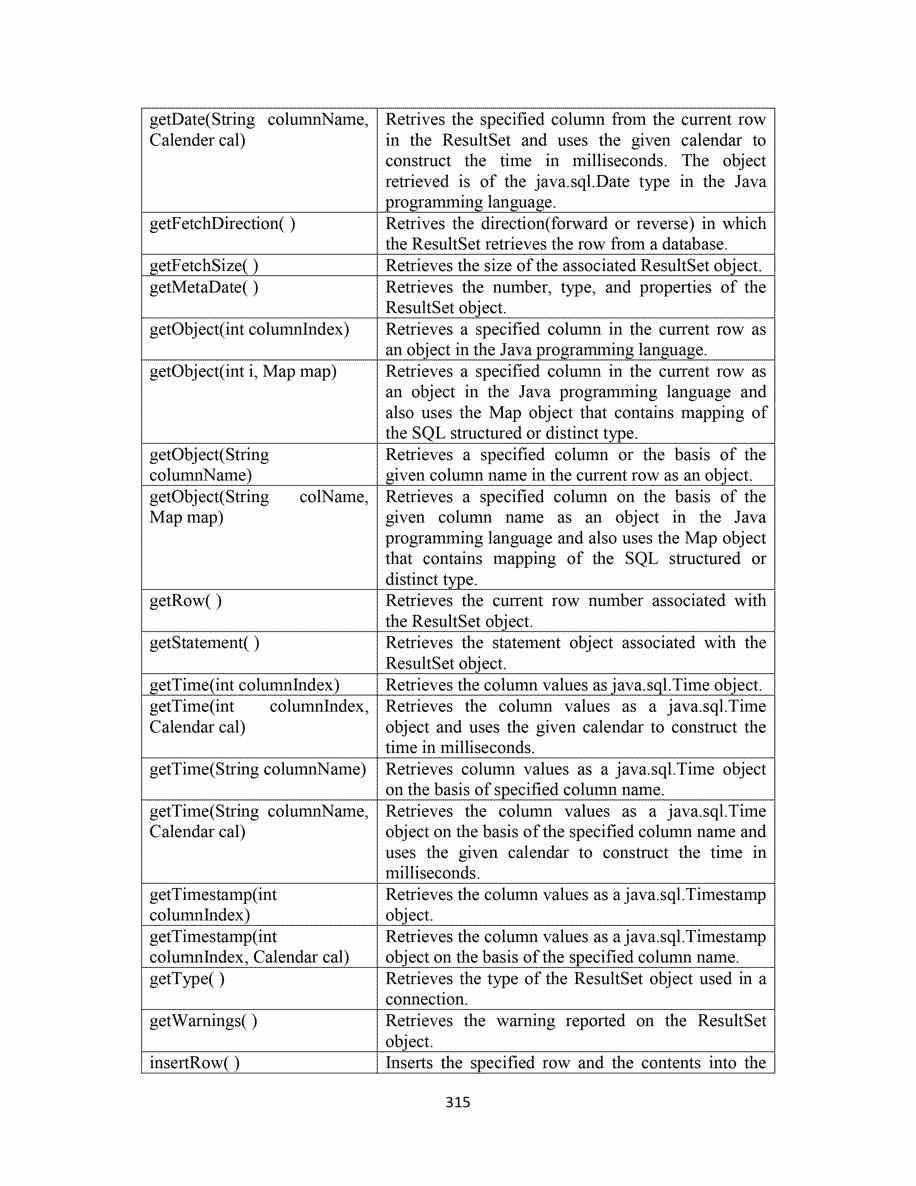 getDate(String columnName, Retrives the specified column from the current row
Calender cal) in the ResultSet and uses the given calendar to
construct the time in milliseconds. The object
retrieved is of the java.sql.Date type in the Java
programming language.
getFetchDirection( ) Retrives the direction(forward or reverse) in which
the ResultSet retrieves the row from a database.
getFetchSize( ) Retrieves the size of the associated ResultSet object.
getMetaDate( ) Retrieves the number, type, and properties of the
ResultSet object.
getObject(int columnIndex) Retrieves a specified column in the current row as
an object in the Java programming language.
getObject(int i, Map map) Retrieves a specified column in the current row as
an object in the Java programming language and
also uses the Map object that contains mapping of
the SQL structured or distinct type.
getObject(String Retrieves a specified column or the basis of the
columnName) given column name in the current row as an object.
getObject(String colName, Retrieves a specified column on the basis of the
Map map) given column name as an object in the Java
programming language and also uses the Map object
that contains mapping of the SQL structured or
distinct type.
getRow( ) Retrieves the current row number associated with
the ResultSet object.
getStatement( ) Retrieves the statement object associated with the
ResultSet object.
getTime(int columnIndex) Retrieves the column values as java.sql.Time object.
getTime(int columnIndex, Retrieves the column values as a java.sql.Time
Calendar cal) object and uses the given calendar to construct the
time in milliseconds.
getTime(String columnName) Retrieves column values as a java.sql.Time object
on the basis of specified column name.
getTime(String columnName, Retrieves the column values as a java.sql.Time
Calendar cal) object on the basis of the specified column name and
uses the given calendar to construct the time in
milliseconds.
getTimestamp(int Retrieves the column values as a java.sql.Timestamp
columnIndex) object.
getTimestamp(int Retrieves the column values as a java.sql.Timestamp
columnIndex, Calendar cal) object on the basis of the specified column name.
getType( ) Retrieves the type of the ResultSet object used in a
connection.
getWarnings( ) Retrieves the warning reported on the ResultSet
object.
insertRow( ) Inserts the specified row and the contents into the
315